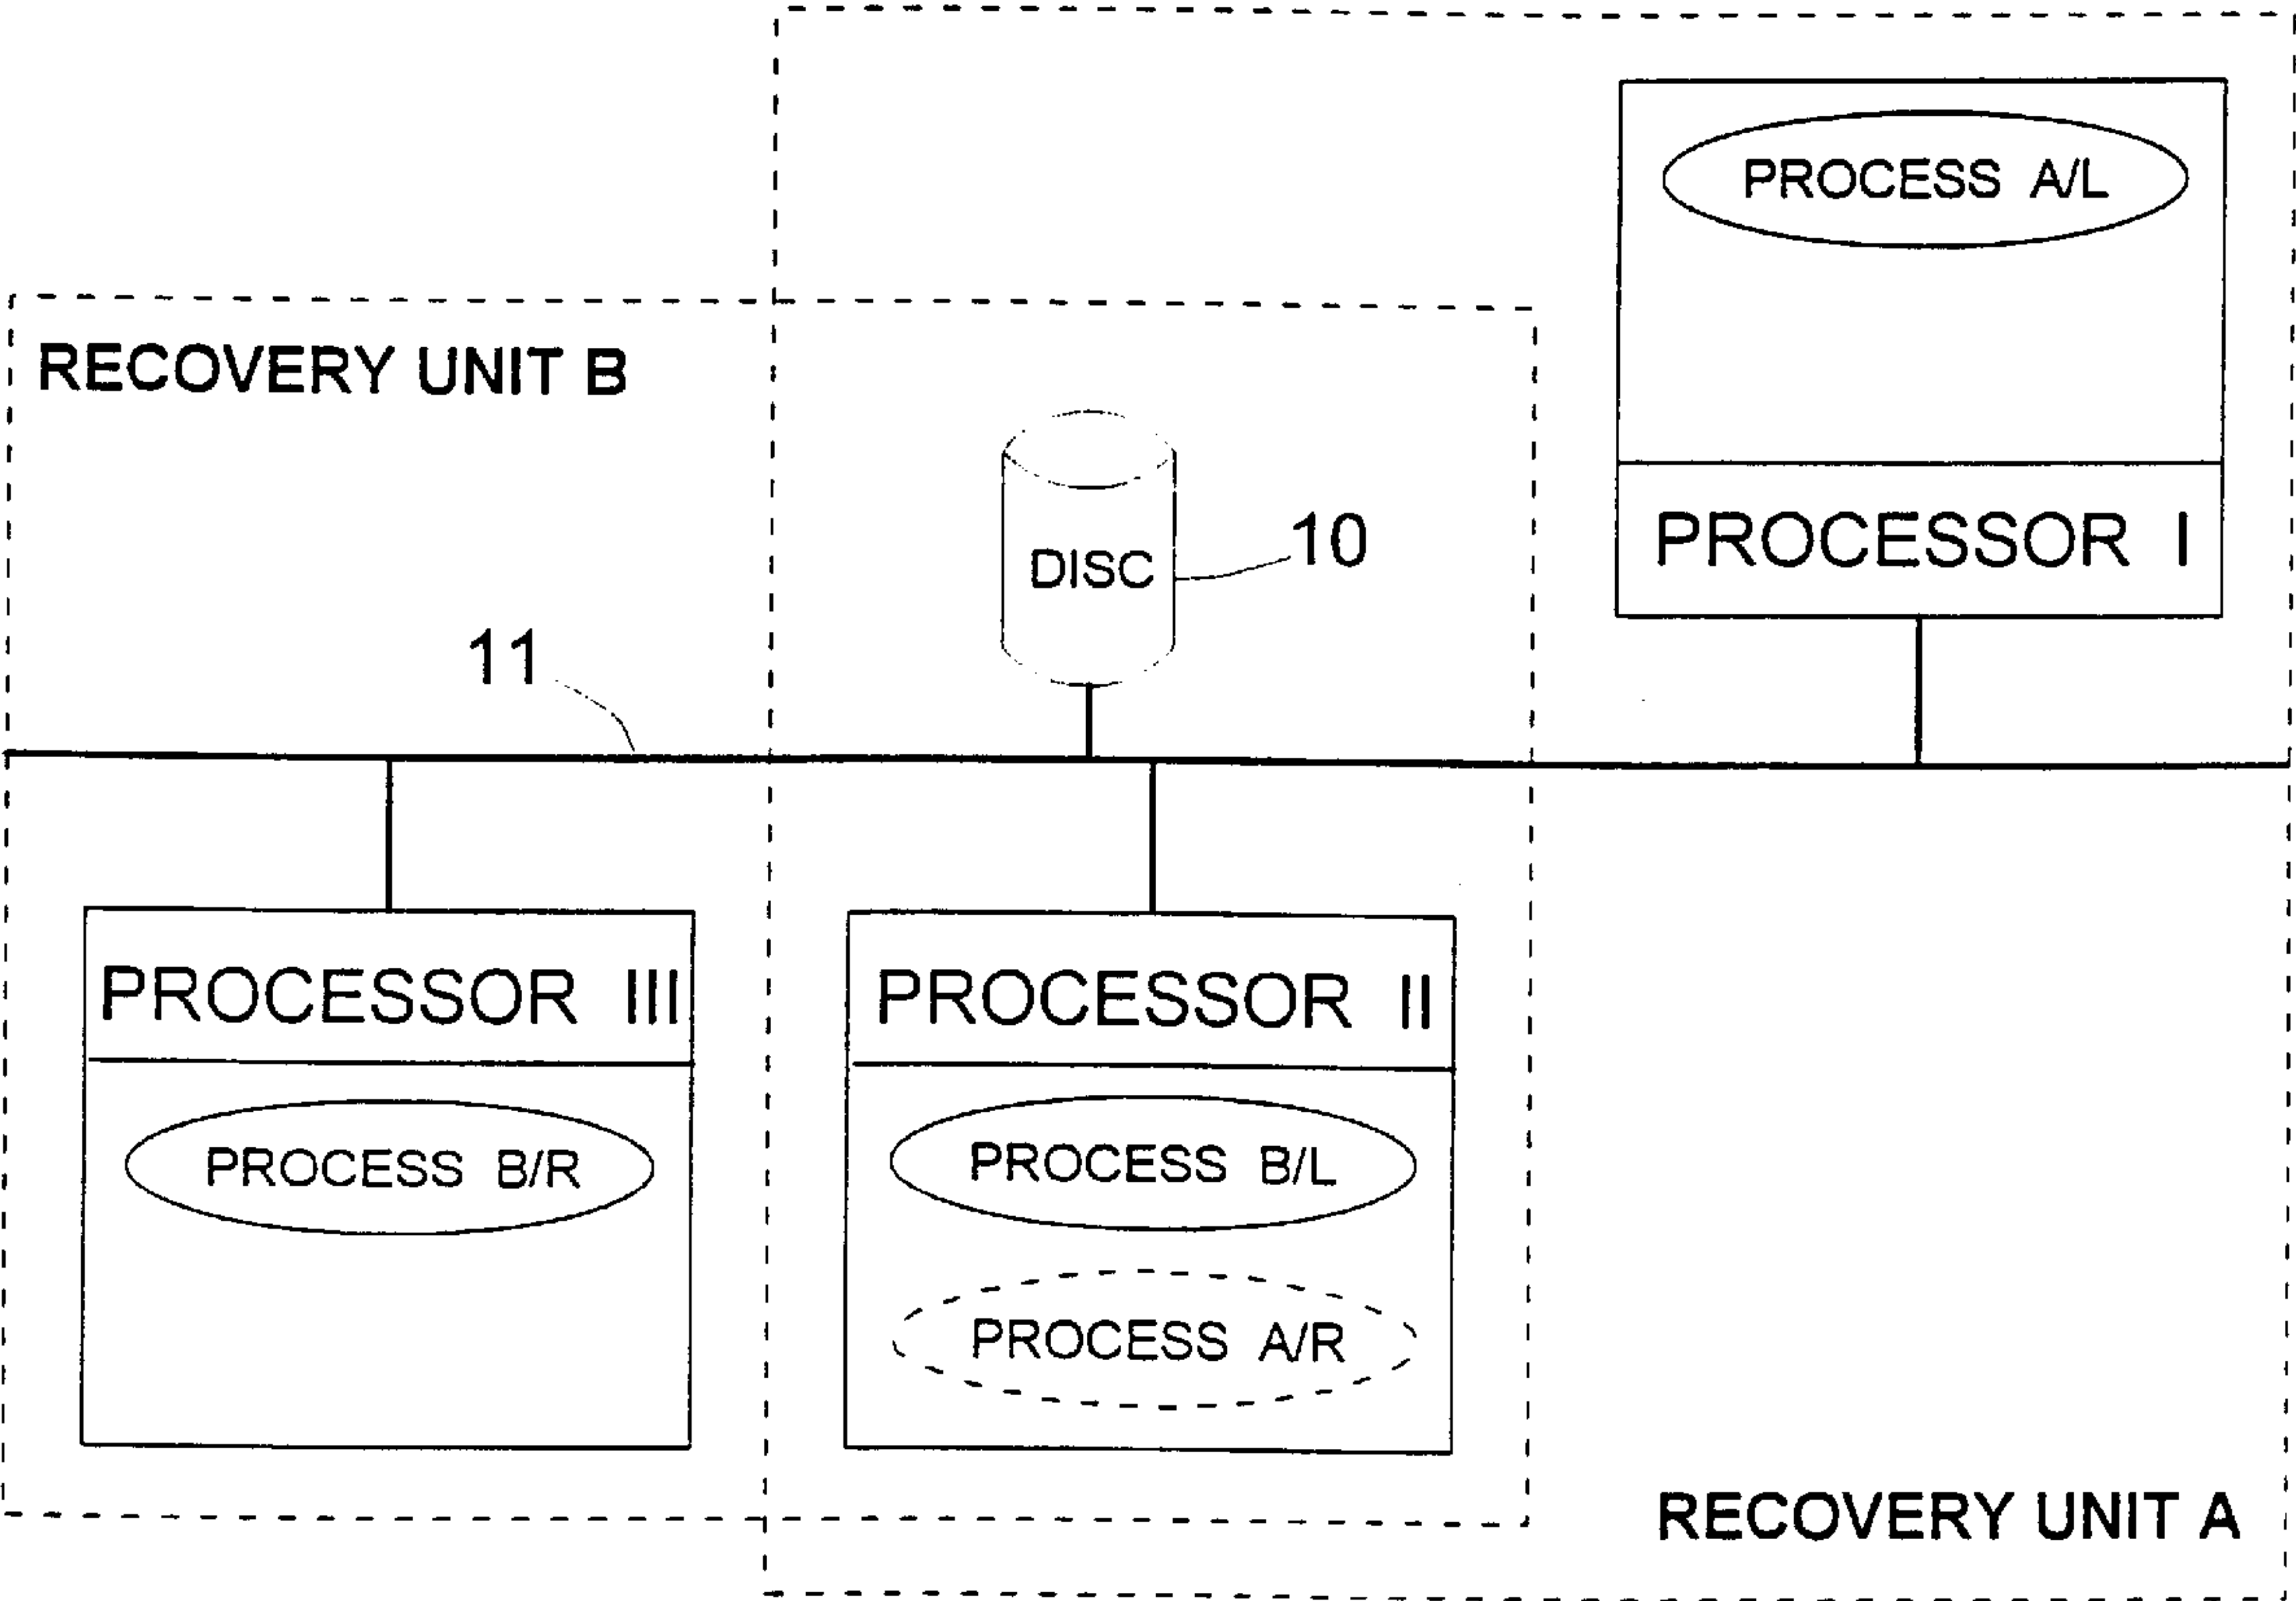 PROCESS A/L
RECOVERY UNIT B
DISC
10
PROCESSOR I
11
PROCESSOR III
PROCESSOR II
PROCESS B/R
PROCESS B/L
PROCESS A/R
RECOVERY UNIT A